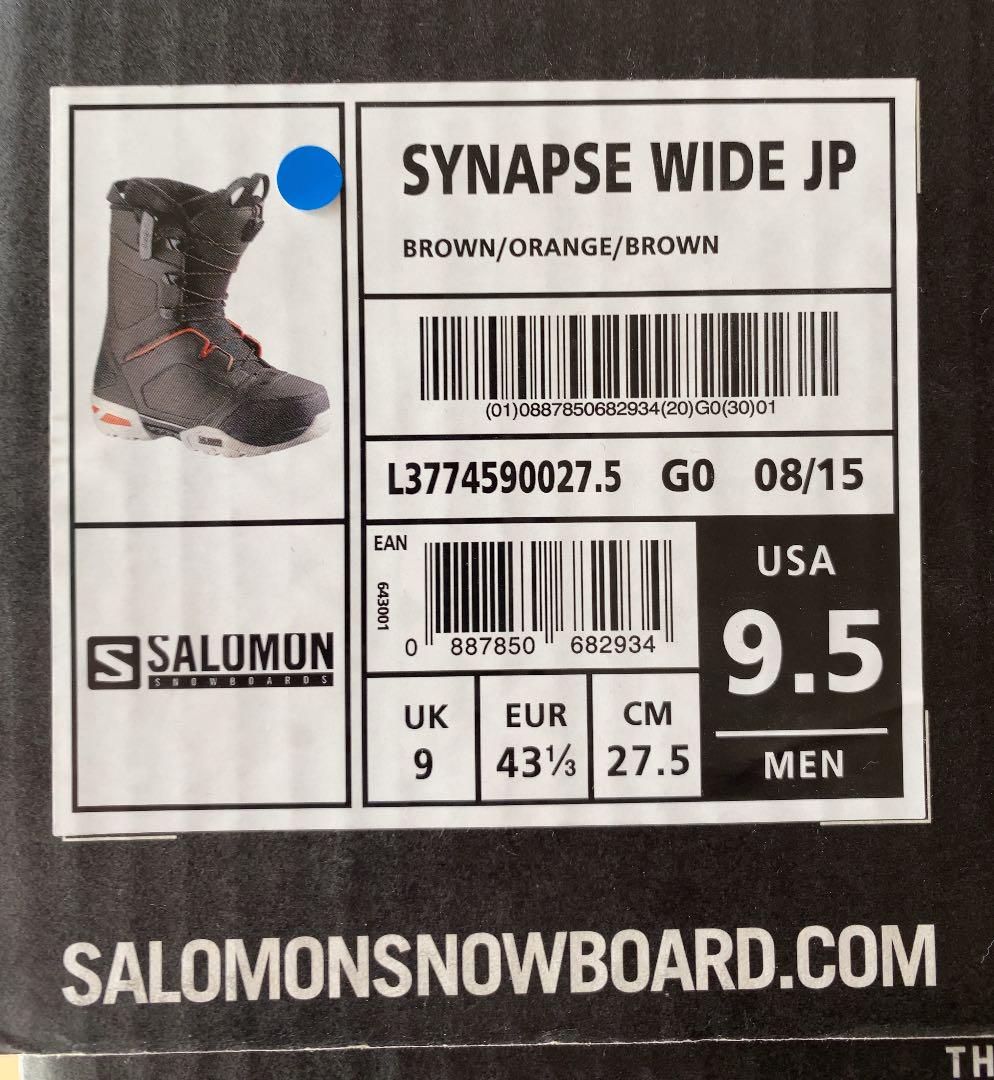 SYNAPSE WIDE JP
BROWN/ORANGE/BROWN
(01)0887850682934(20)G0(30)01
L3774590027.5 G0 08/15
EAN
643001
0 887850 682934
USA
9.5
MEN
UK
9
EUR
43⅓
CM
27.5
SALOMON
SNOWBOARDS
SALOMONSNOWBOARD.COM
TH